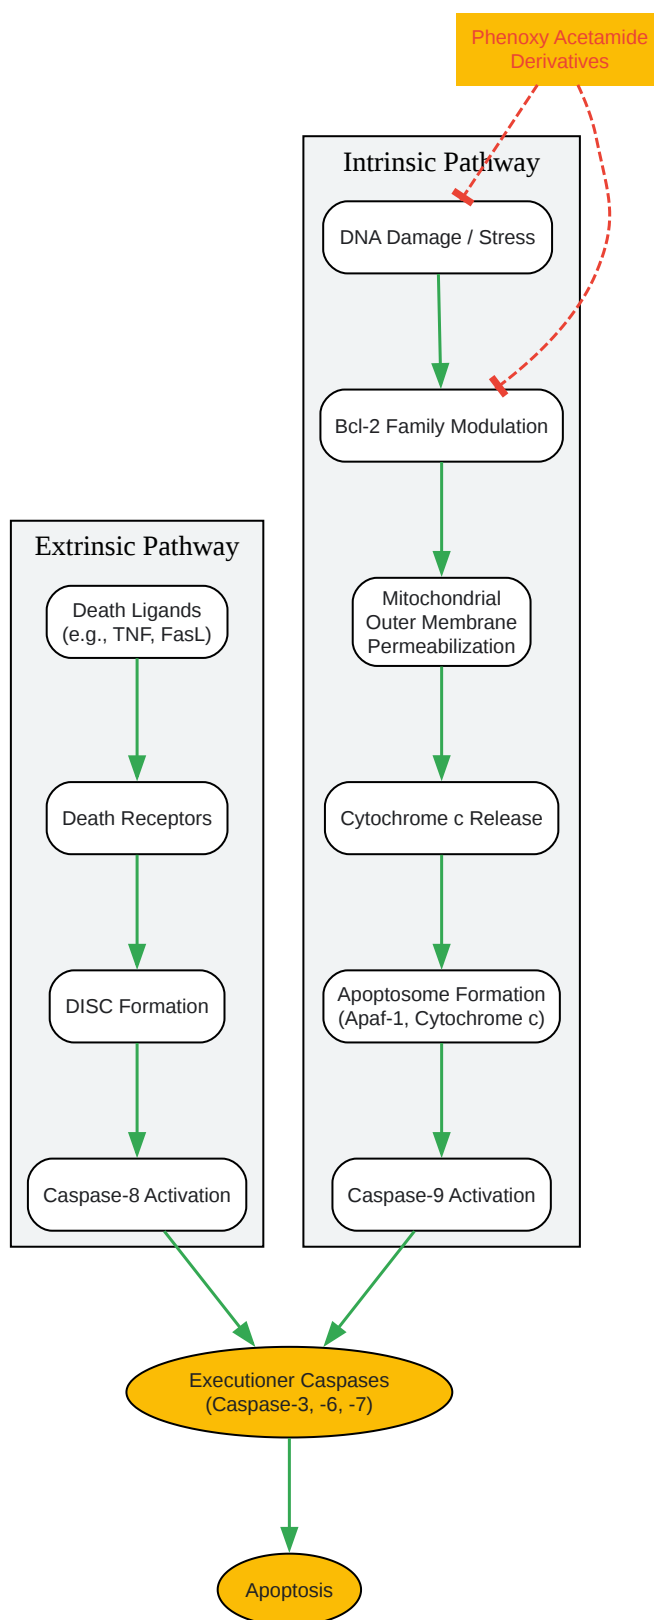 Phenoxy Acetamide
Derivatives
Intrinsic Pathway
DNA Damage / Stress
Bcl-2 Family Modulation
Mitochondrial
Outer Membrane
Permeabilization
Cytochrome c Release
Apoptosome Formation
(Apaf-1, Cytochrome c)
Caspase-9 Activation
Extrinsic Pathway
Death Ligands
(e.g., TNF, FasL)
Death Receptors
DISC Formation
Caspase-8 Activation
Executioner Caspases
(Caspase-3, -6, -7)
Apoptosis